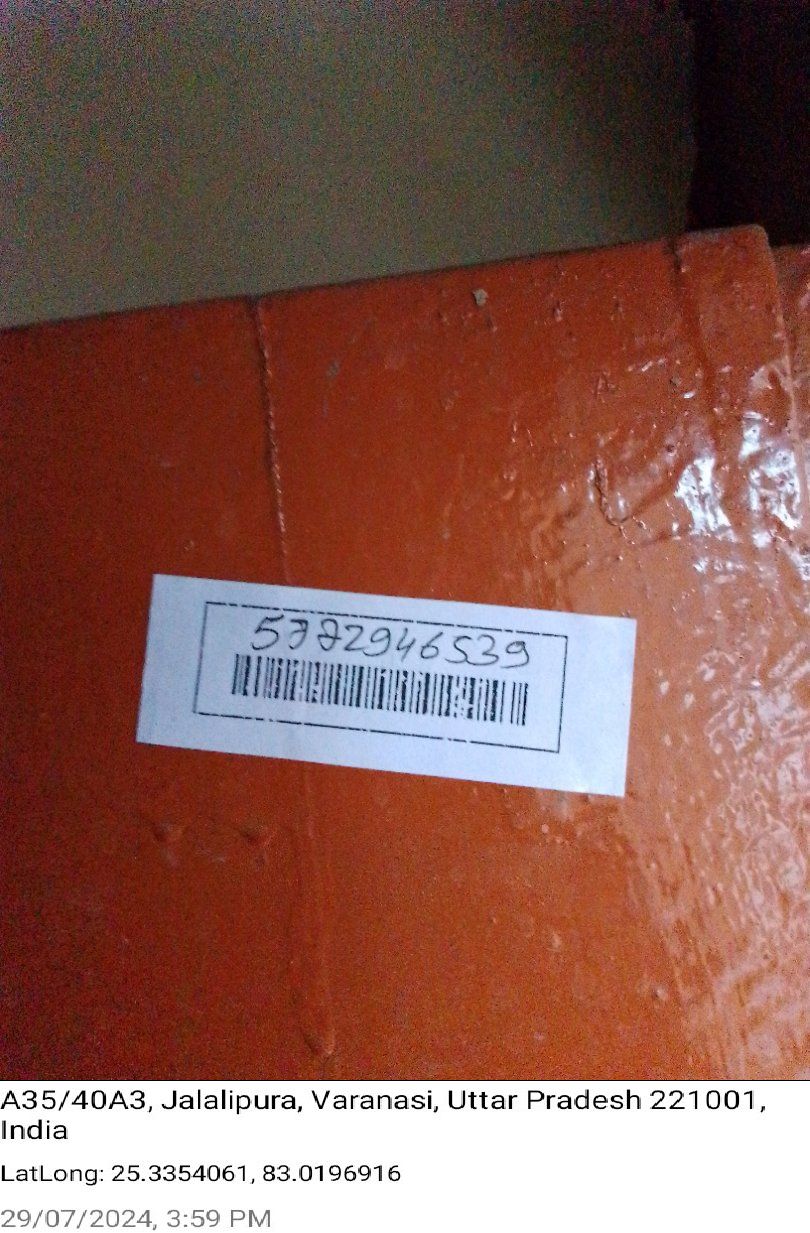 5772946539
A35/40A3, Jalalipura, Varanasi, Uttar Pradesh 221001,
India
LatLong: 25.3354061, 83.0196916
29/07/2024, 3:59 PM